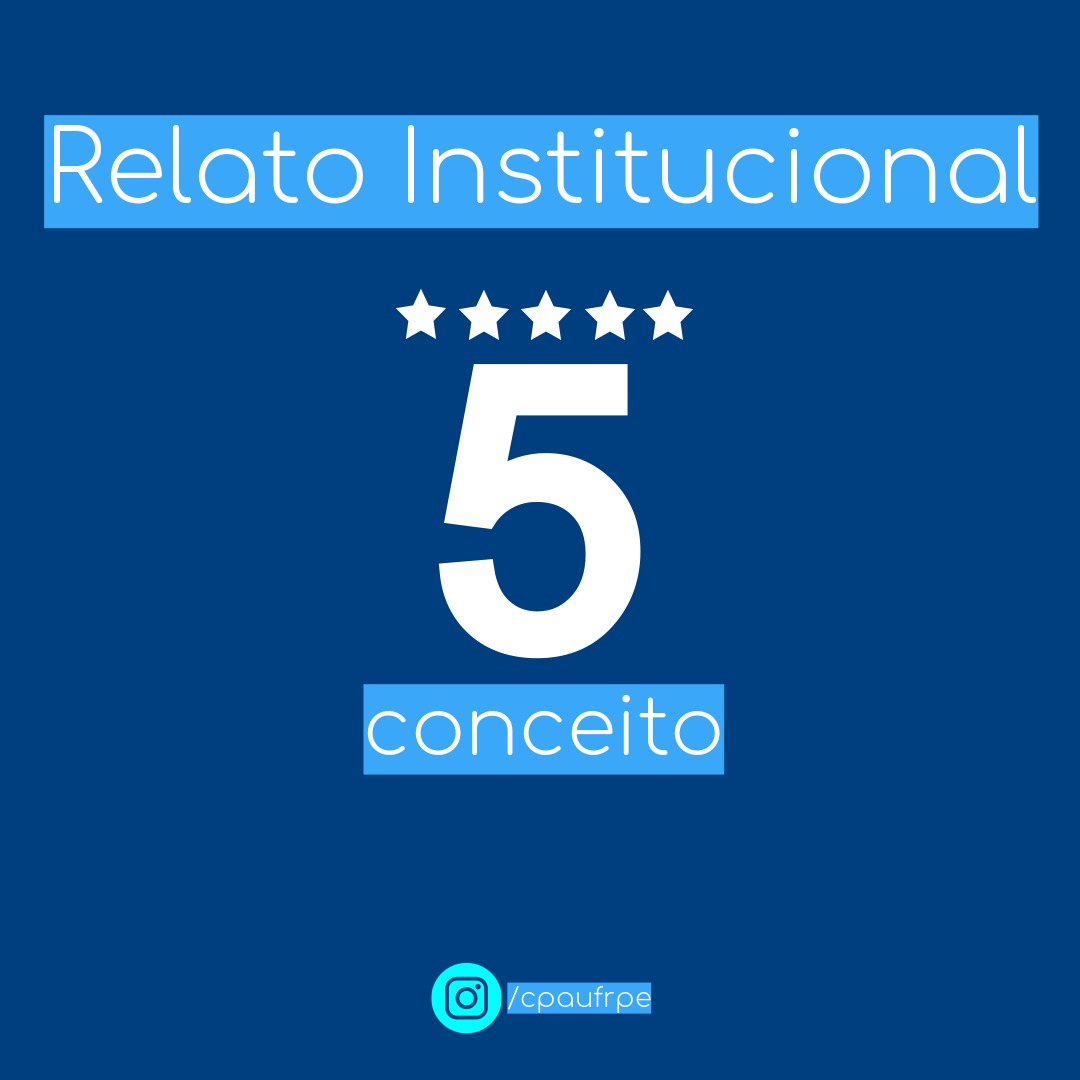 Relato Institucional
5
conceito
/cpaufrpe